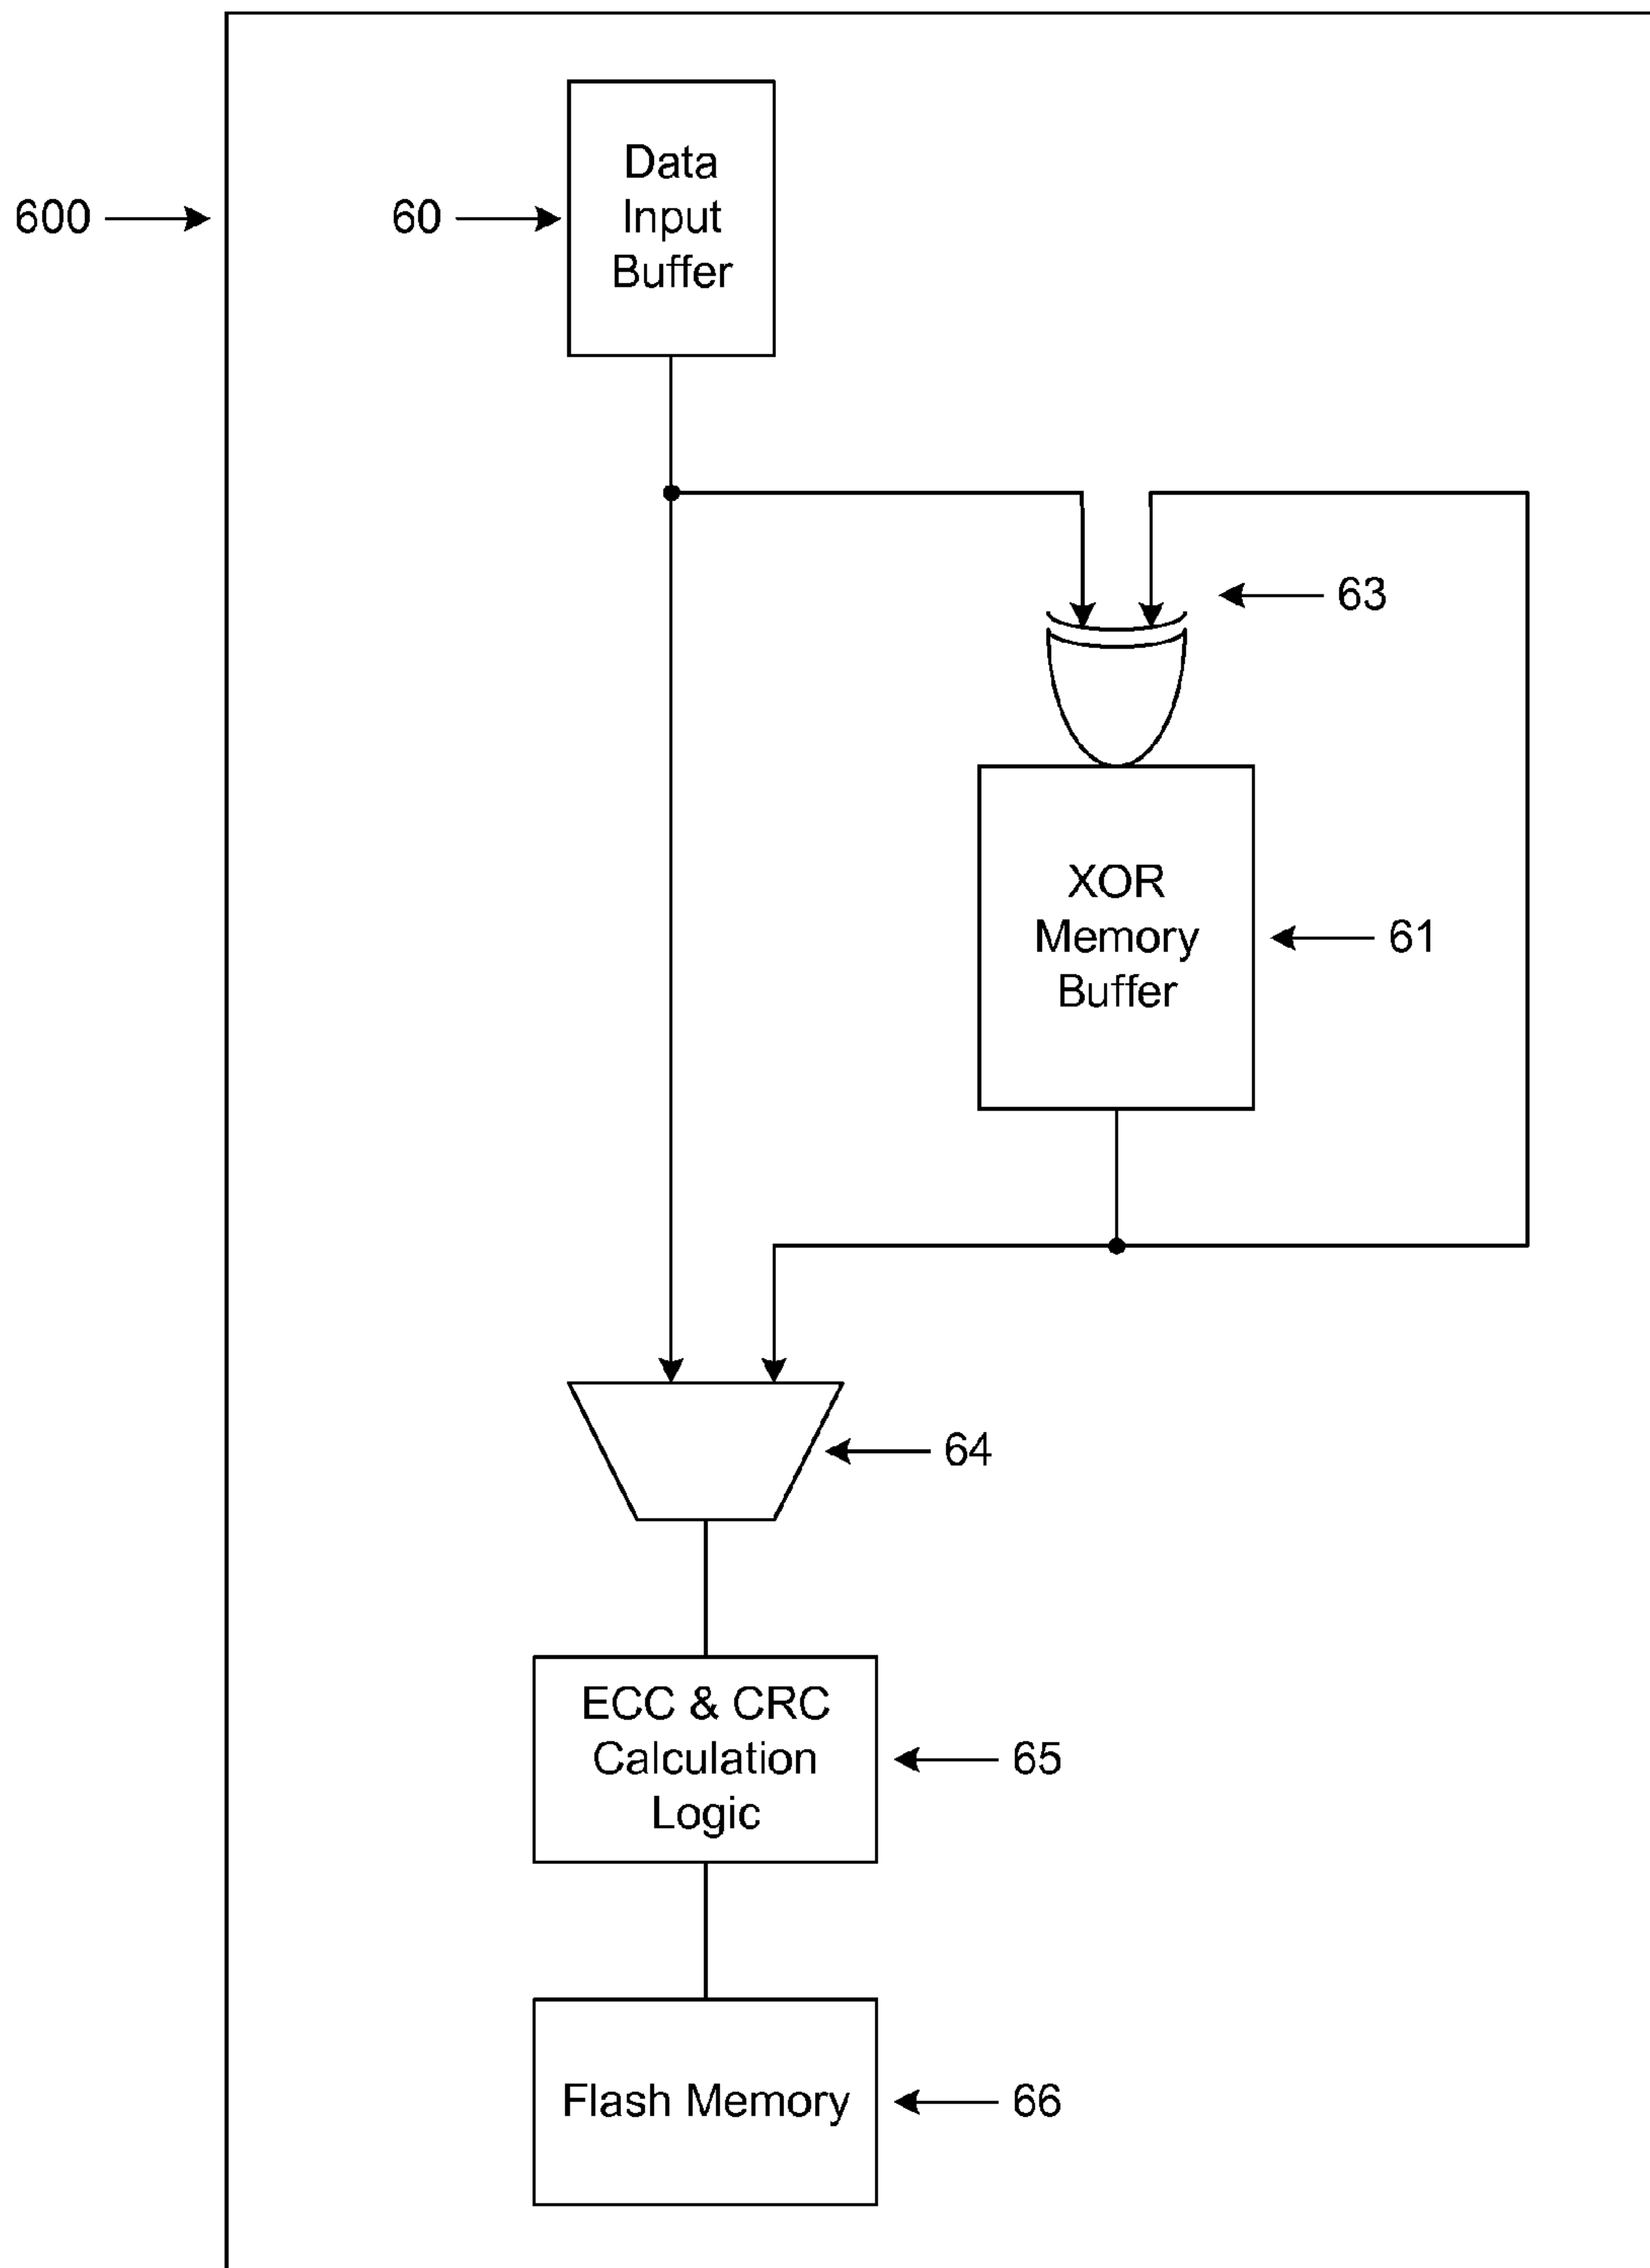 600
60
Data
Input
Buffer
63
XOR
Memory
Buffer
61
64
ECC & CRC
Calculation
Logic
65
Flash Memory
66